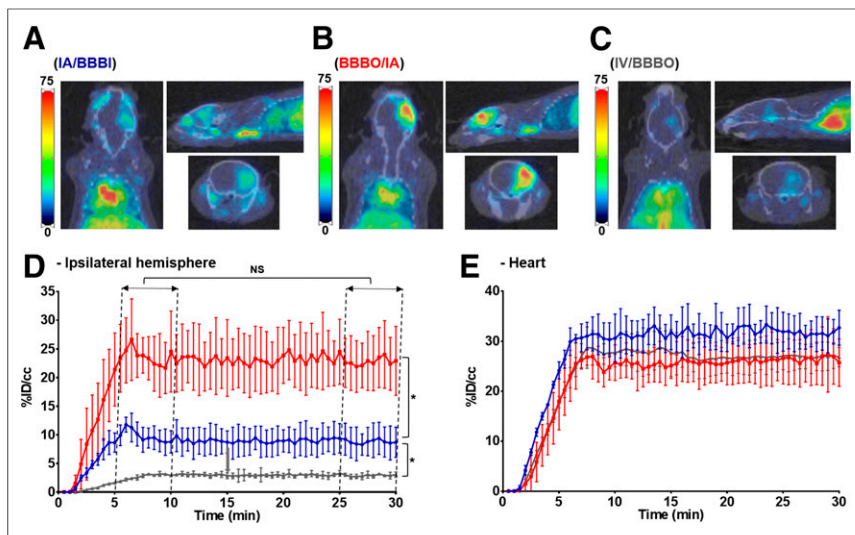 A
B
C
(IA/BBBI)
(BBBO/IA)
(IV/BBBO)
75
0
75
0
75
0
D - Ipsilateral hemisphere
NS
E - Heart
35
30
25
20
15
10
5
0
%ID/cc
*
*
0 5 10 15 20 25 30
Time (min)
40
30
20
10
0
%ID/cc
0 5 10 15 20 25 30
Time (min)